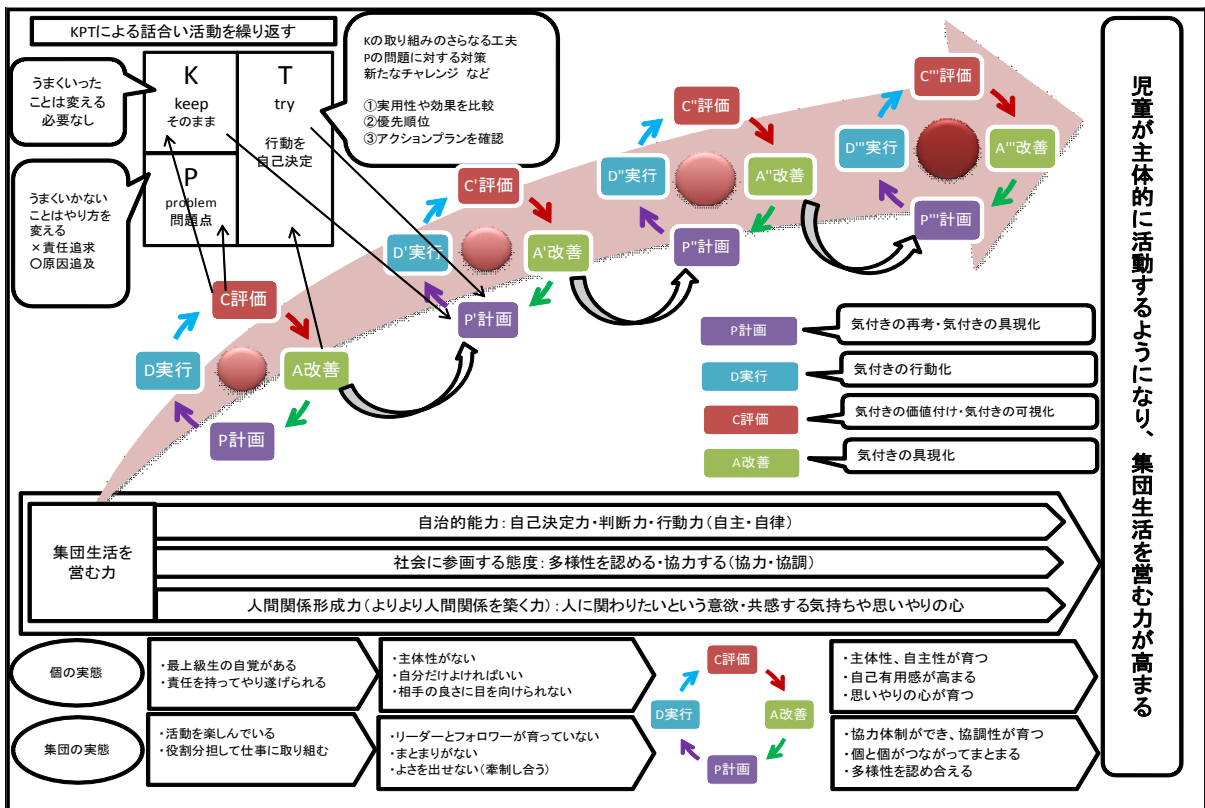 KPTによる話合い活動を繰り返す
K
keep
そのまま
T
try
行動を
自己決定
P
problem
問題点
うまくいった
ことは変える
必要なし
うまくいかない
ことはやり方を
変える
×責任追求
○原因追及
Kの取り組みのさらなる工夫
Pの問題に対する対策
新たなチャレンジ など
①実用性や効果を比較
②優先順位
③アクションプランを確認
C評価
D実行
A改善
P計画
C'評価
D'実行
A'改善
P'計画
C''評価
D''実行
A''改善
P''計画
C'''評価
D'''実行
A'''改善
P'''計画
P計画
気付きの再考・気付きの具現化
D実行
気付きの行動化
C評価
気付きの価値付け・気付きの可視化
A改善
気付きの具現化
集団生活を
営む力
自治的能力：自己決定力・判断力・行動力（自主・自律）
社会に参画する態度：多様性を認める・協力する（協力・協調）
人間関係形成力（よりより人間関係を築く力）：人に関わりたいという意欲・共感する気持ちや思いやりの心
個の実態
・最上級生の自覚がある
・責任を持ってやり遂げられる
・主体性がない
・自分だけよければいい
・相手の良さに目を向けられない
・主体性、自主性が育つ
・自己有用感が高まる
・思いやりの心が育つ
集団の実態
・活動を楽しんでいる
・役割分担して仕事に取り組む
・リーダーとフォロワーが育っていない
・まとまりがない
・よさを出せない（牽制し合う）
・協力体制ができ、協調性が育つ
・個と個がつながってまとまる
・多様性を認め合える
C評価
D実行
A改善
P計画
児童が主体的に活動するようになり、集団生活を営む力が高まる